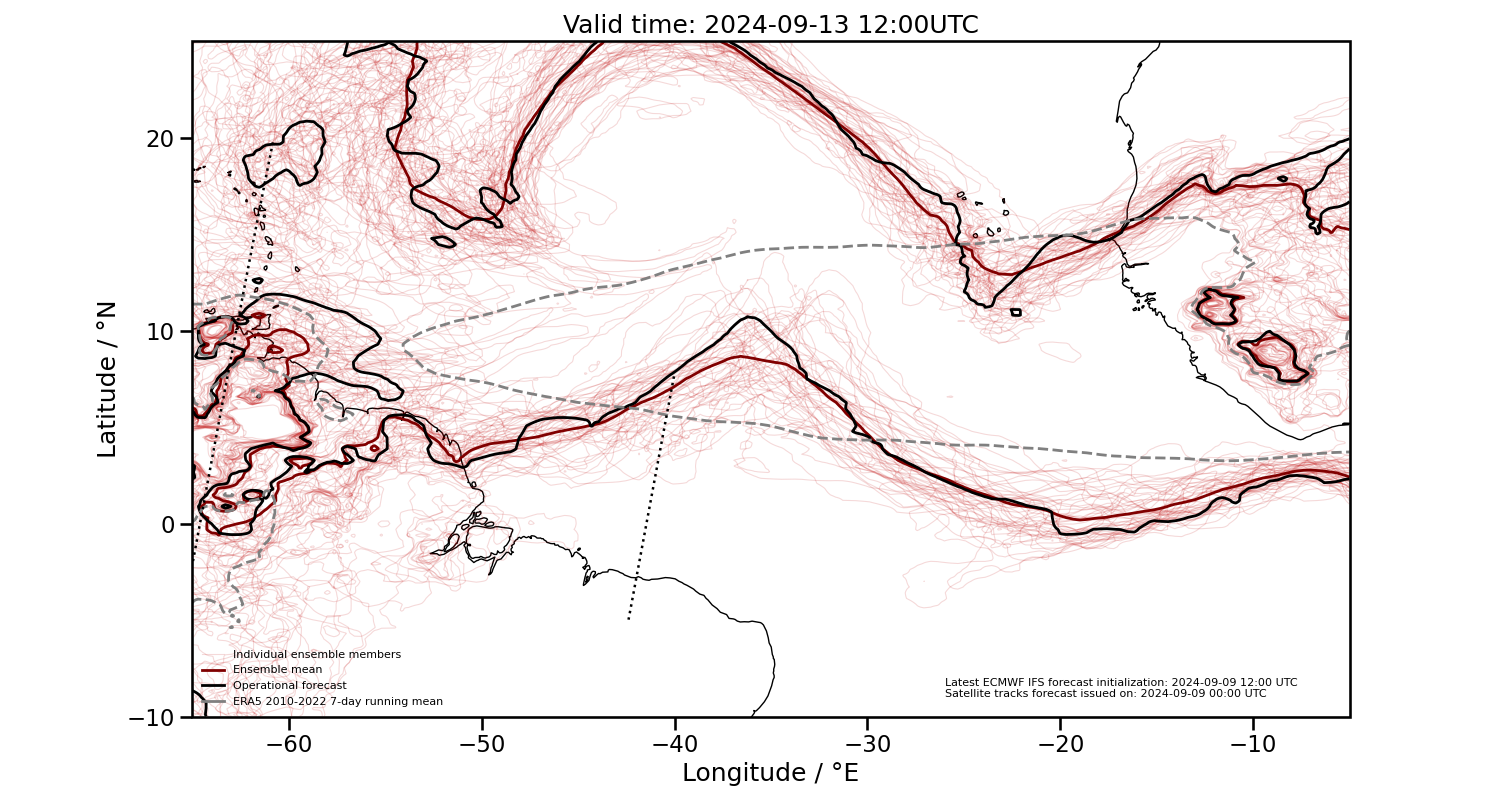 Valid time: 2024-09-13 12:00UTC
20
10
0
−10
Latitude / °N
Individual ensemble members
Ensemble mean
Operational forecast
ERA5 2010-2022 7-day running mean
Latest ECMWF IFS forecast initialization: 2024-09-09 12:00 UTC
Satellite tracks forecast issued on: 2024-09-09 00:00 UTC
−60 −50 −40 −30 −20 −10
Longitude / °E